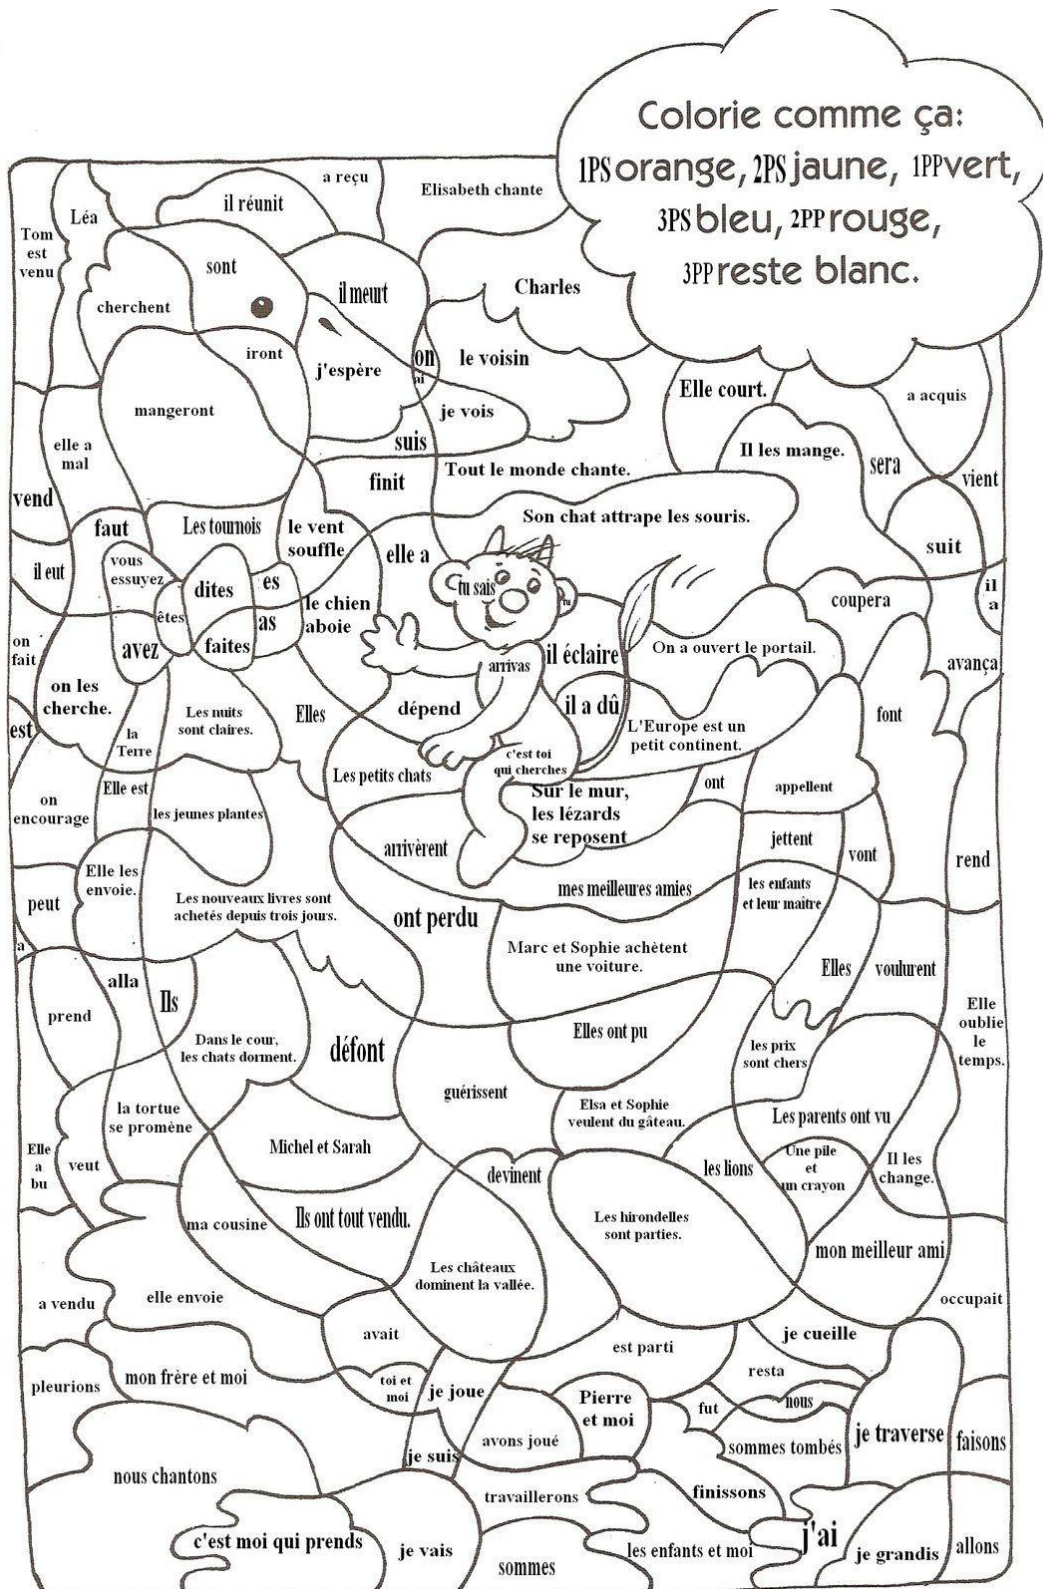 Colorie comme ça:
1PS orange, 2PS jaune, 1PP vert,
3PS bleu, 2PP rouge,
3PP reste blanc.
a reçu
Elisabeth chante
il réunit
Léa
Tom
est
venu
sont
il meurt
Charles
cherchent
iront
j'espère
on
ai
le voisin
Elle court.
a acquis
mangeront
je vois
elle a
mal
suis
Il les mange.
sera
vient
finit
Tout le monde chante.
vend
faut
Les tournois
le vent
souffle
Son chat attrape les souris.
elle a
suit
il eut
vous
essuyez
dites
es
tu sais
tu
coupera
il
a
êtes
as
le chien
aboie
on
fait
avez
faites
arrivas
il éclaire
On a ouvert le portail.
avança
on les
cherche.
est
la
Terre
Les nuits
sont claires.
Elles
dépend
il a dû
L'Europe est un
petit continent.
font
c'est toi
qui cherches
Les petits chats
on
encourage
Elle est
les jeunes plantes
Sur le mur,
les lézards
se reposent
ont
appellent
arrivèrent
jettent
vont
rend
peut
Elle les
envoie.
Les nouveaux livres sont
achetés depuis trois jours.
mes meilleures amies
les enfants
et leur maître
ont perdu
a
Marc et Sophie achètent
une voiture.
Elles
voulurent
alla
Ils
prend
Dans le cour,
les chats dorment.
défont
Elles ont pu
les prix
sont chers
Elle
oublie
le
temps.
guérissent
la tortue
se promène
Elsa et Sophie
veulent du gâteau.
Les parents ont vu
Elle
a
bu
veut
Michel et Sarah
devinent
les lions
Une pile
et
un crayon
Il les
change.
ma cousine
Ils ont tout vendu.
Les hirondelles
sont parties.
mon meilleur ami
Les châteaux
dominent la vallée.
a vendu
elle envoie
occupait
avait
est parti
je cueille
pleurions
mon frère et moi
toi et
moi
je joue
resta
Pierre
et moi
fut
nous
avons joué
sommes tombés
je traverse
faisons
nous chantons
je suis
travaillerons
finissons
c'est moi qui prends
je vais
sommes
les enfants et moi
j'ai
je grandis
allons